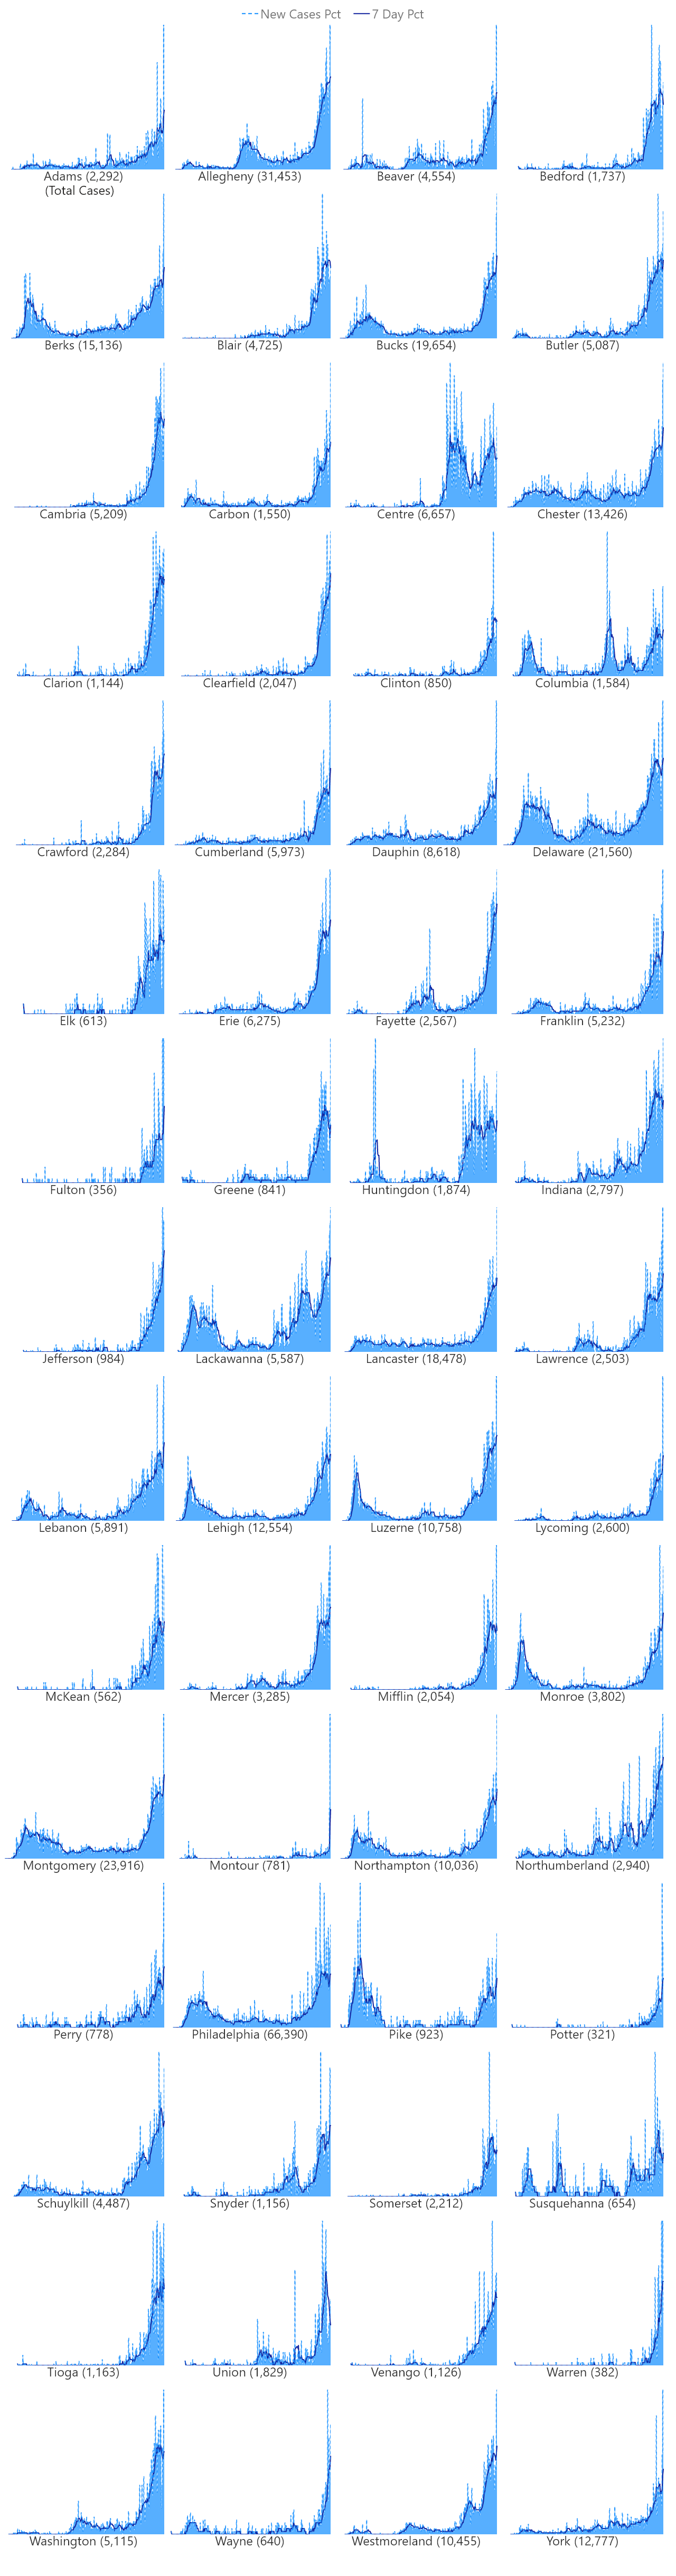 New Cases Pct 7 Day Pct
Adams (2,292) Allegheny (31,453) Beaver (4,554) Bedford (1,737)
(Total Cases)
Berks (15,136) Blair (4,725) Bucks (19,654) Butler (5,087)
Cambria (5,209) Carbon (1,550) Centre (6,657) Chester (13,426)
Clarion (1,144) Clearfield (2,047) Clinton (850) Columbia (1,584)
Crawford (2,284) Cumberland (5,973) Dauphin (8,618) Delaware (21,560)
Elk (613) Erie (6,275) Fayette (2,567) Franklin (5,232)
Fulton (356) Greene (841) Huntingdon (1,874) Indiana (2,797)
Jefferson (984) Lackawanna (5,587) Lancaster (18,478) Lawrence (2,503)
Lebanon (5,891) Lehigh (12,554) Luzerne (10,758) Lycoming (2,600)
McKean (562) Mercer (3,285) Mifflin (2,054) Monroe (3,802)
Montgomery (23,916) Montour (781) Northampton (10,036) Northumberland (2,940)
Perry (778) Philadelphia (66,390) Pike (923) Potter (321)
Schuylkill (4,487) Snyder (1,156) Somerset (2,212) Susquehanna (654)
Tioga (1,163) Union (1,829) Venango (1,126) Warren (382)
Washington (5,115) Wayne (640) Westmoreland (10,455) York (12,777)